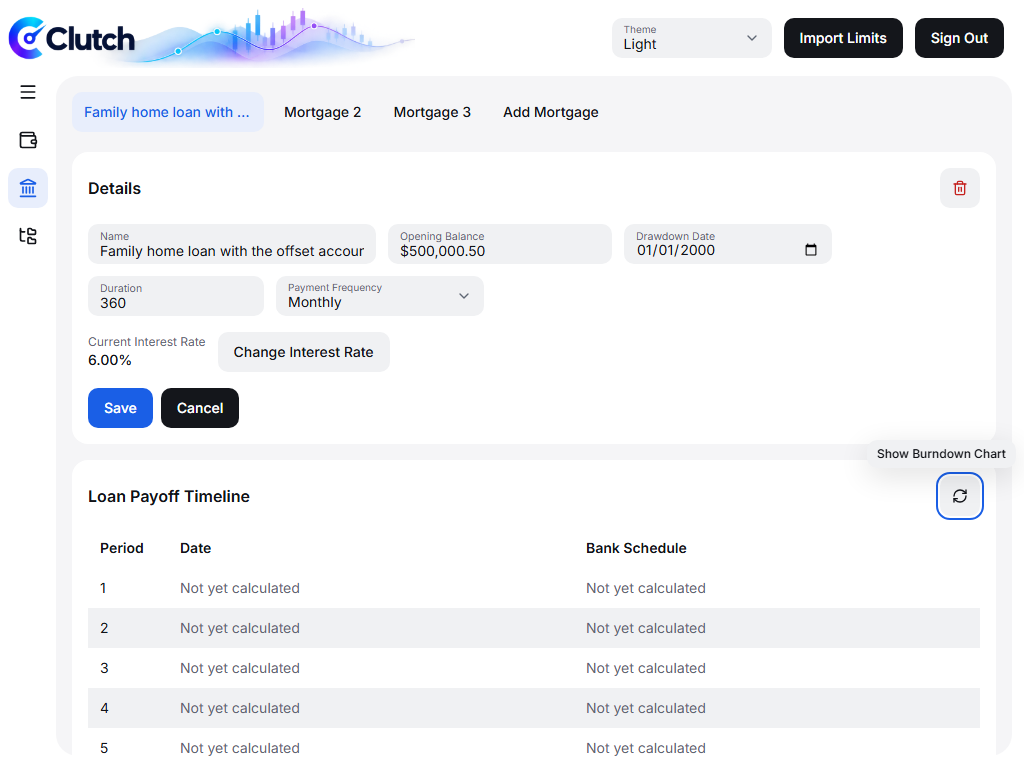 Clutch
Theme
Light
Import Limits
Sign Out
Family home loan with ...
Mortgage 2
Mortgage 3
Add Mortgage
Details
Name
Family home loan with the offset accour
Opening Balance
$500,000.50
Drawdown Date
01/01/2000
Duration
360
Payment Frequency
Monthly
Current Interest Rate
6.00%
Change Interest Rate
Save
Cancel
Show Burndown Chart
Loan Payoff Timeline
Period Date Bank Schedule
1 Not yet calculated Not yet calculated
2 Not yet calculated Not yet calculated
3 Not yet calculated Not yet calculated
4 Not yet calculated Not yet calculated
5 Not yet calculated Not yet calculated